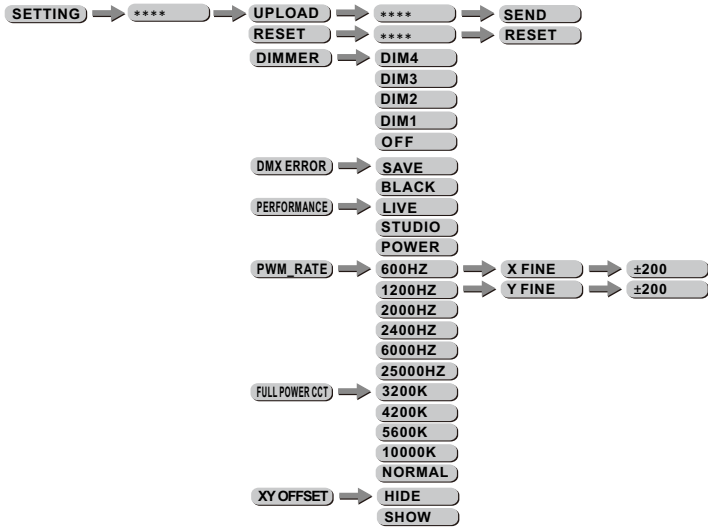 SETTING **** UPLOAD **** SEND
RESET **** RESET
DIMMER DIM4
DIM3
DIM2
DIM1
OFF
DMX ERROR SAVE
BLACK
PERFORMANCE LIVE
STUDIO
POWER
PWM_RATE 600HZ X FINE ±200
1200HZ Y FINE ±200
2000HZ
2400HZ
6000HZ
25000HZ
FULL POWER CCT 3200K
4200K
5600K
10000K
NORMAL
XY OFFSET HIDE
SHOW